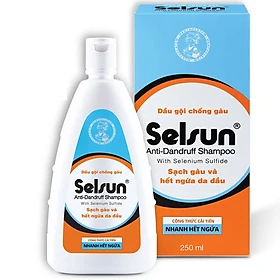 Dầu gội chống gàu
Selsun®
Anti-Dandruff Shampoo
With Selenium Sulfide
Sạch gàu và
hết ngứa da đầu
CÔNG THỨC CẢI TIẾN
NHANH HẾT NGỨA
Dầu gội chống gàu
Selsun®
Anti-Dandruff Shampoo
With Selenium Sulfide
Sạch gàu và
hết ngứa da đầu
CÔNG THỨC CẢI TIẾN
NHANH HẾT NGỨA
250 ml